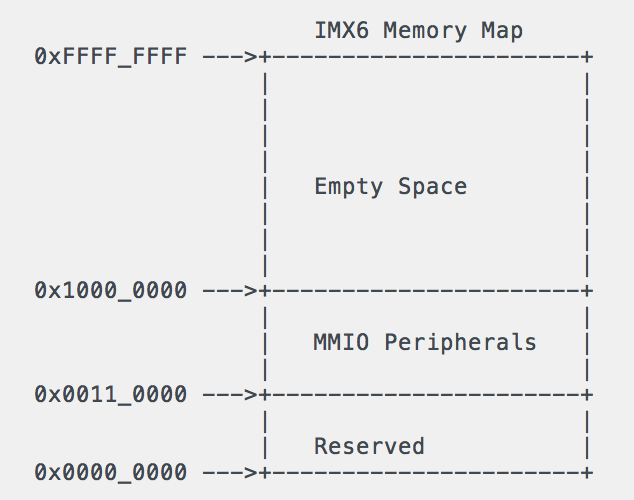 IMX6 Memory Map
0xFFFF_FFFF --->+----------------------+
|                      |
|                      |
|                      |
|                      |
|   Empty Space        |
|                      |
|                      |
|                      |
0x1000_0000 --->+----------------------+
|                      |
|   MMIO Peripherals   |
|                      |
0x0011_0000 --->+----------------------+
|                      |
|   Reserved           |
0x0000_0000 --->+----------------------+